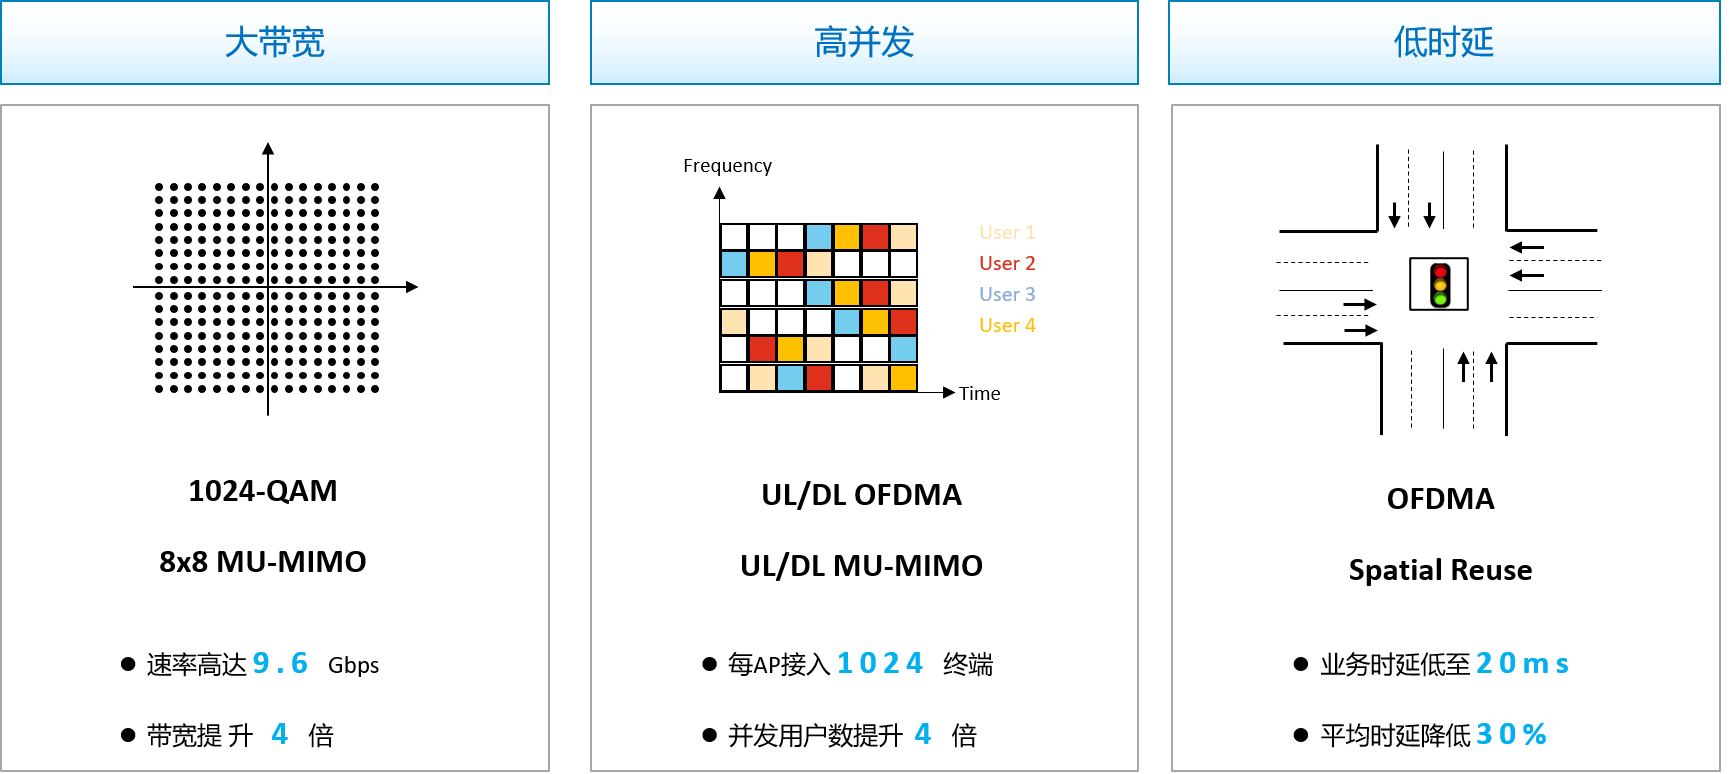 大带宽
1024-QAM
8x8 MU-MIMO
速率高达 9.6 Gbps
带宽提升 4 倍
高并发
Frequency
User 1
User 2
User 3
User 4
Time
UL/DL OFDMA
UL/DL MU-MIMO
每AP接入 1024 终端
并发用户数提升 4 倍
低时延
OFDMA
Spatial Reuse
业务时延低至 20ms
平均时延降低 30%